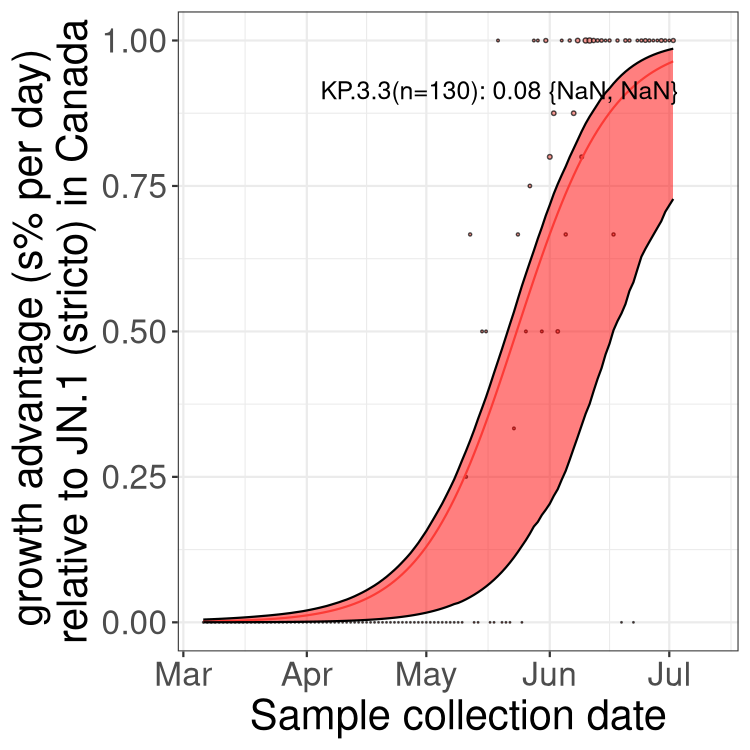 growth advantage (s% per day)
relative to JN.1 (stricto) in Canada
1.00
0.75
0.50
0.25
0.00
KP.3.3(n=130): 0.08 {NaN, NaN}
Mar Apr May Jun Jul
Sample collection date